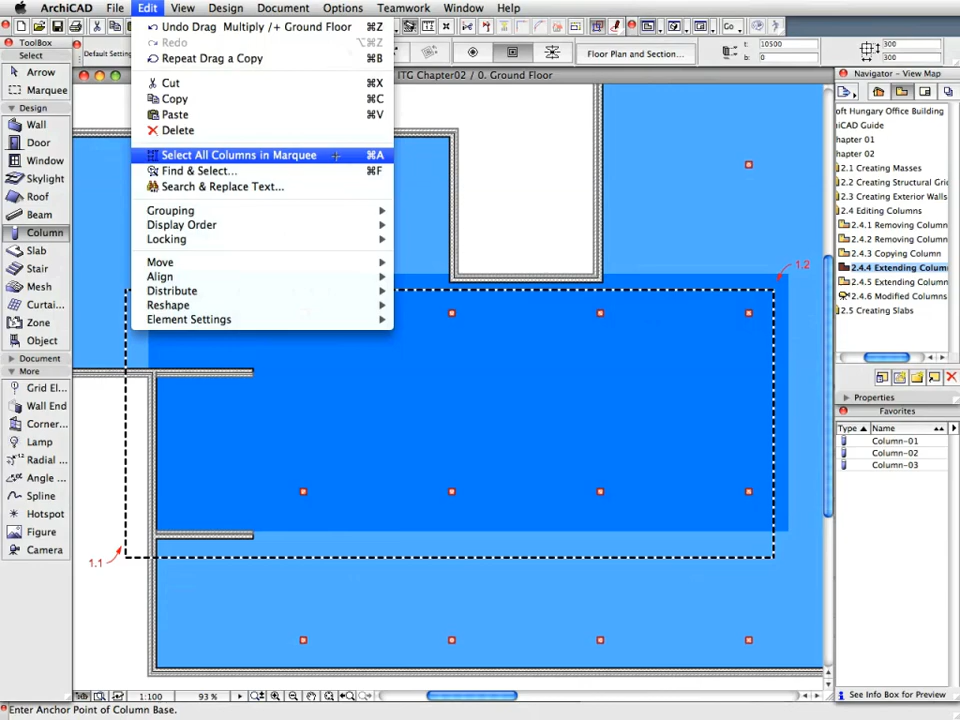 ArchiCAD File Edit View Design Document Options Teamwork Window Help
Undo Drag Multiply /+ Ground Floor ⌘Z
Redo ⌥⌘Z
Repeat Drag a Copy ⌘B
Cut ⌘X
Copy ⌘C
Paste ⌘V
Delete
Select All Columns in Marquee ⌘A
Find & Select... ⌘F
Search & Replace Text...
Grouping
Display Order
Locking
Move
Align
Distribute
Reshape
Element Settings
ToolBox
Select
Arrow
Marquee
Design
Wall
Door
Window
Skylight
Roof
Beam
Column
Slab
Stair
Mesh
Curtai...
Zone
Object
Document
More
Grid El...
Wall End
Corner...
Lamp
Radial ...
Angle ...
Spline
Hotspot
Figure
Camera
Default Setting
Floor Plan and Section...
t: 10500
b: 0
300
300
Go...
ITG Chapter02 / 0. Ground Floor
1.2
1.1
Navigator - View Map
oft Hungary Office Building
iCAD Guide
apter 01
apter 02
2.1 Creating Masses
2.2 Creating Structural Grid
2.3 Creating Exterior Walls
2.4 Editing Columns
2.4.1 Removing Column
2.4.2 Removing Column
2.4.3 Copying Column
2.4.4 Extending Colum
2.4.5 Extending Colum
2.4.6 Modified Columns
2.5 Creating Slabs
Properties
Favorites
Type Name
Column-01
Column-02
Column-03
See Info Box for Preview
1:100 93 %
Enter Anchor Point of Column Base.